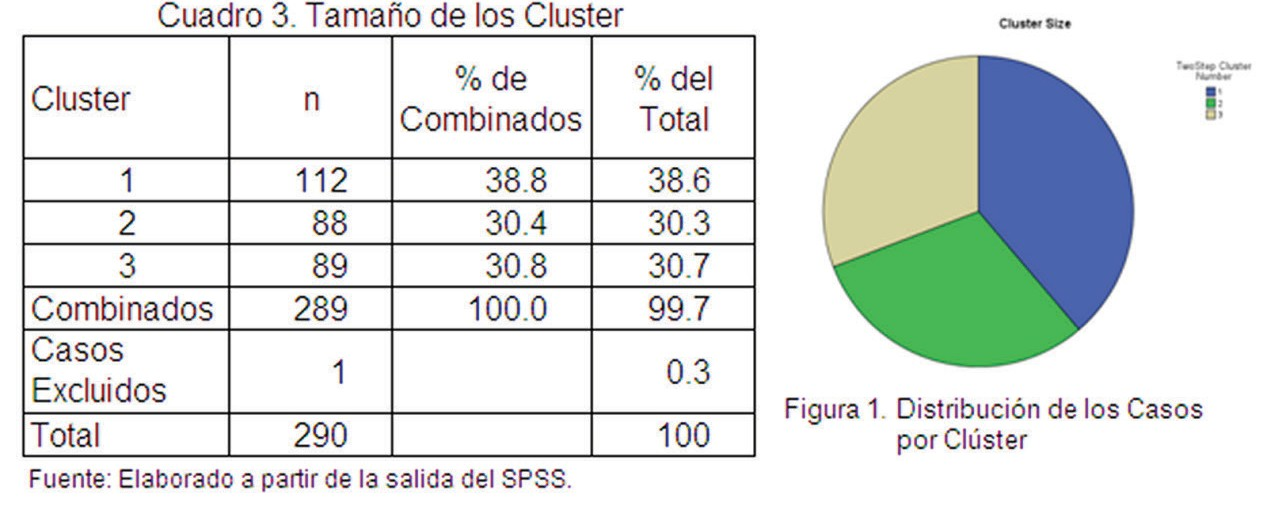 Cuadro 3. Tamaño de los Cluster
Cluster n % de Combinados % del Total
1 112 38.8 38.6
2 88 30.4 30.3
3 89 30.8 30.7
Combinados 289 100.0 99.7
Casos Excluidos 1 0.3
Total 290 100
Fuente: Elaborado a partir de la salida del SPSS.
Cluster Size
TwoStep Cluster
Number
1
2
3
Figura 1. Distribución de los Casos
por Clúster